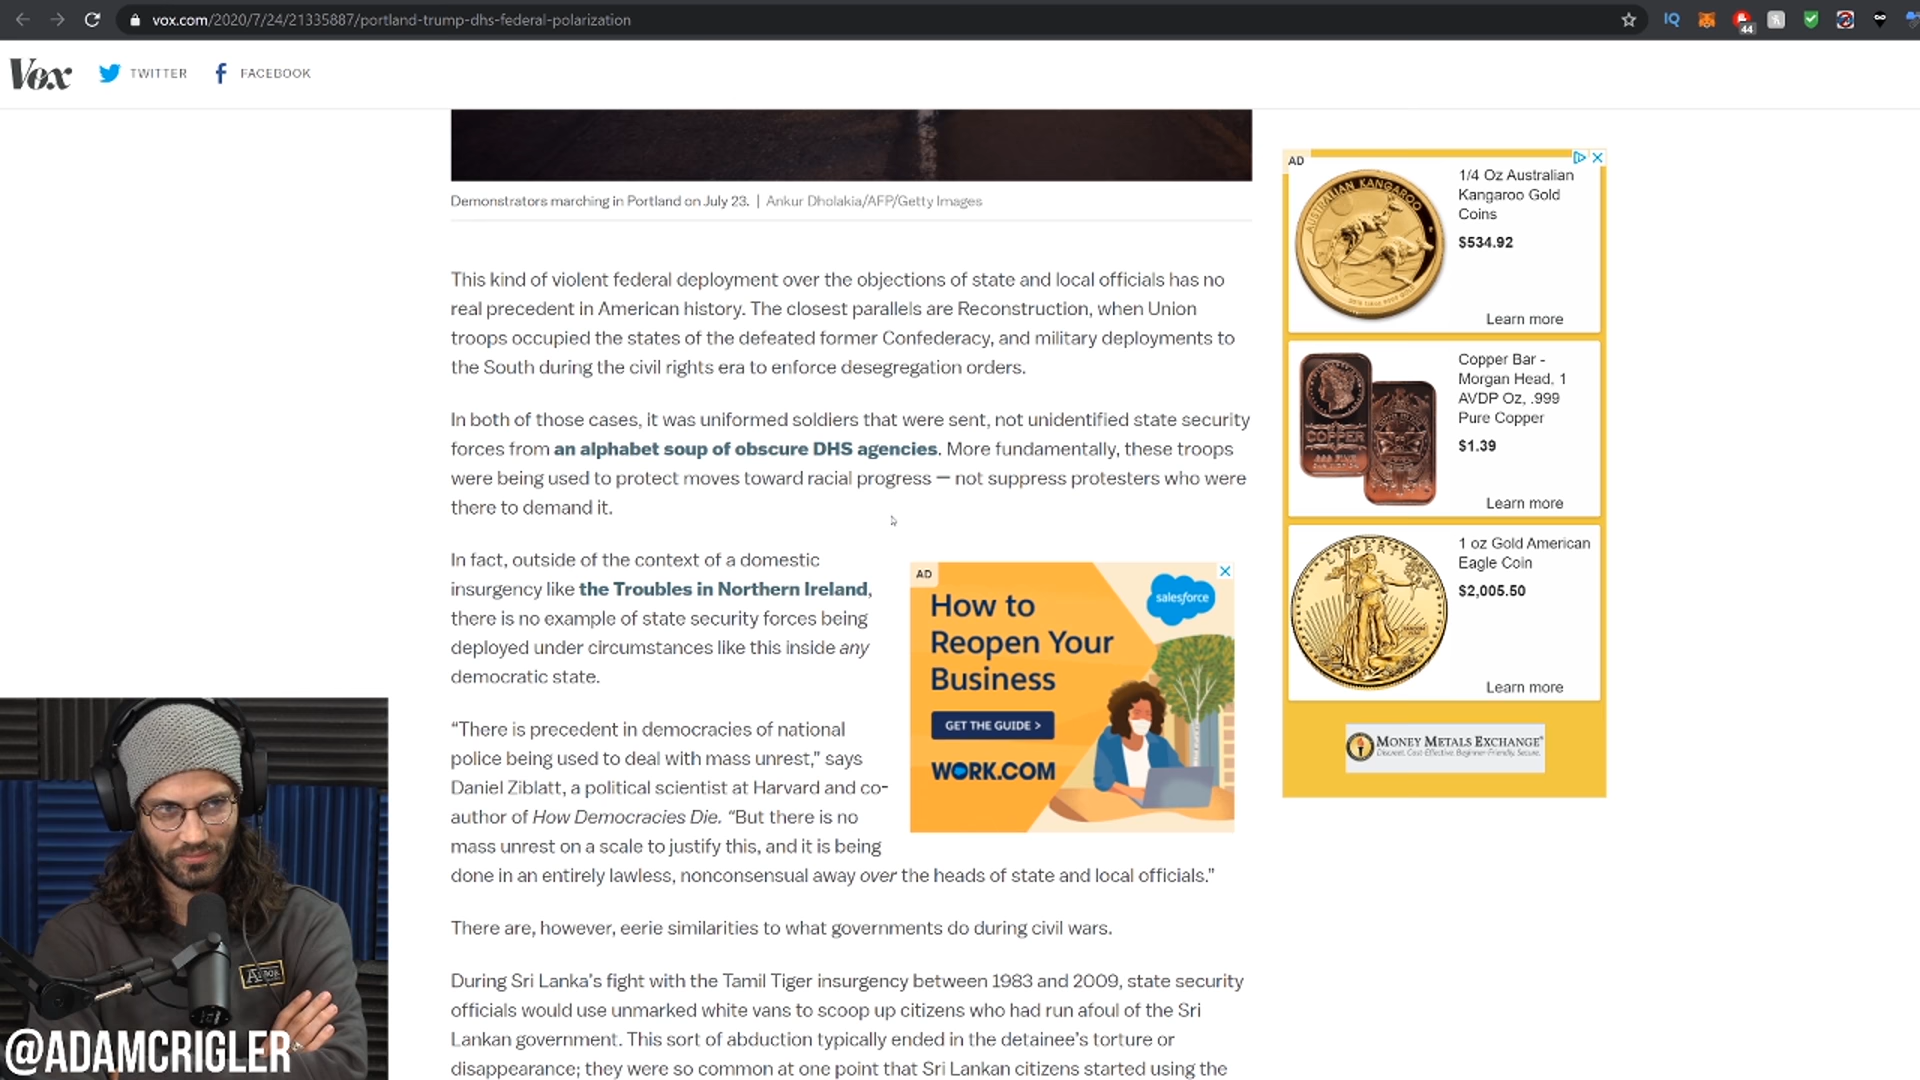 vox.com/2020/7/24/21335887/portland-trump-dhs-federal-polarization
IQ
44
Vox
TWITTER
FACEBOOK
Demonstrators marching in Portland on July 23. | Ankur Dholakia/AFP/Getty Images
This kind of violent federal deployment over the objections of state and local officials has no
real precedent in American history. The closest parallels are Reconstruction, when Union
troops occupied the states of the defeated former Confederacy, and military deployments to
the South during the civil rights era to enforce desegregation orders.
In both of those cases, it was uniformed soldiers that were sent, not unidentified state security
forces from an alphabet soup of obscure DHS agencies. More fundamentally, these troops
were being used to protect moves toward racial progress — not suppress protesters who were
there to demand it.
In fact, outside of the context of a domestic
insurgency like the Troubles in Northern Ireland,
there is no example of state security forces being
deployed under circumstances like this inside any
democratic state.
“There is precedent in democracies of national
police being used to deal with mass unrest,” says
Daniel Ziblatt, a political scientist at Harvard and co-
author of How Democracies Die. “But there is no
mass unrest on a scale to justify this, and it is being
done in an entirely lawless, nonconsensual away over the heads of state and local officials.”
There are, however, eerie similarities to what governments do during civil wars.
During Sri Lanka’s fight with the Tamil Tiger insurgency between 1983 and 2009, state security
officials would use unmarked white vans to scoop up citizens who had run afoul of the Sri
Lankan government. This sort of abduction typically ended in the detainee’s torture or
disappearance; they were so common at one point that Sri Lankan citizens started using the
AD
How to
Reopen Your
Business
salesforce
GET THE GUIDE >
WORK.COM
AD
AUSTRALIAN KANGAROO
1/4 Oz Australian
Kangaroo Gold
Coins
$534.92
Learn more
COPPER
Copper Bar -
Morgan Head, 1
AVDP Oz, .999
Pure Copper
$1.39
Learn more
LIBERTY
1 oz Gold American
Eagle Coin
$2,005.50
Learn more
MONEY METALS EXCHANGE
Discreet, Cost-Effective, Beginner-Friendly, Secure.
@ADAMCRIGLER